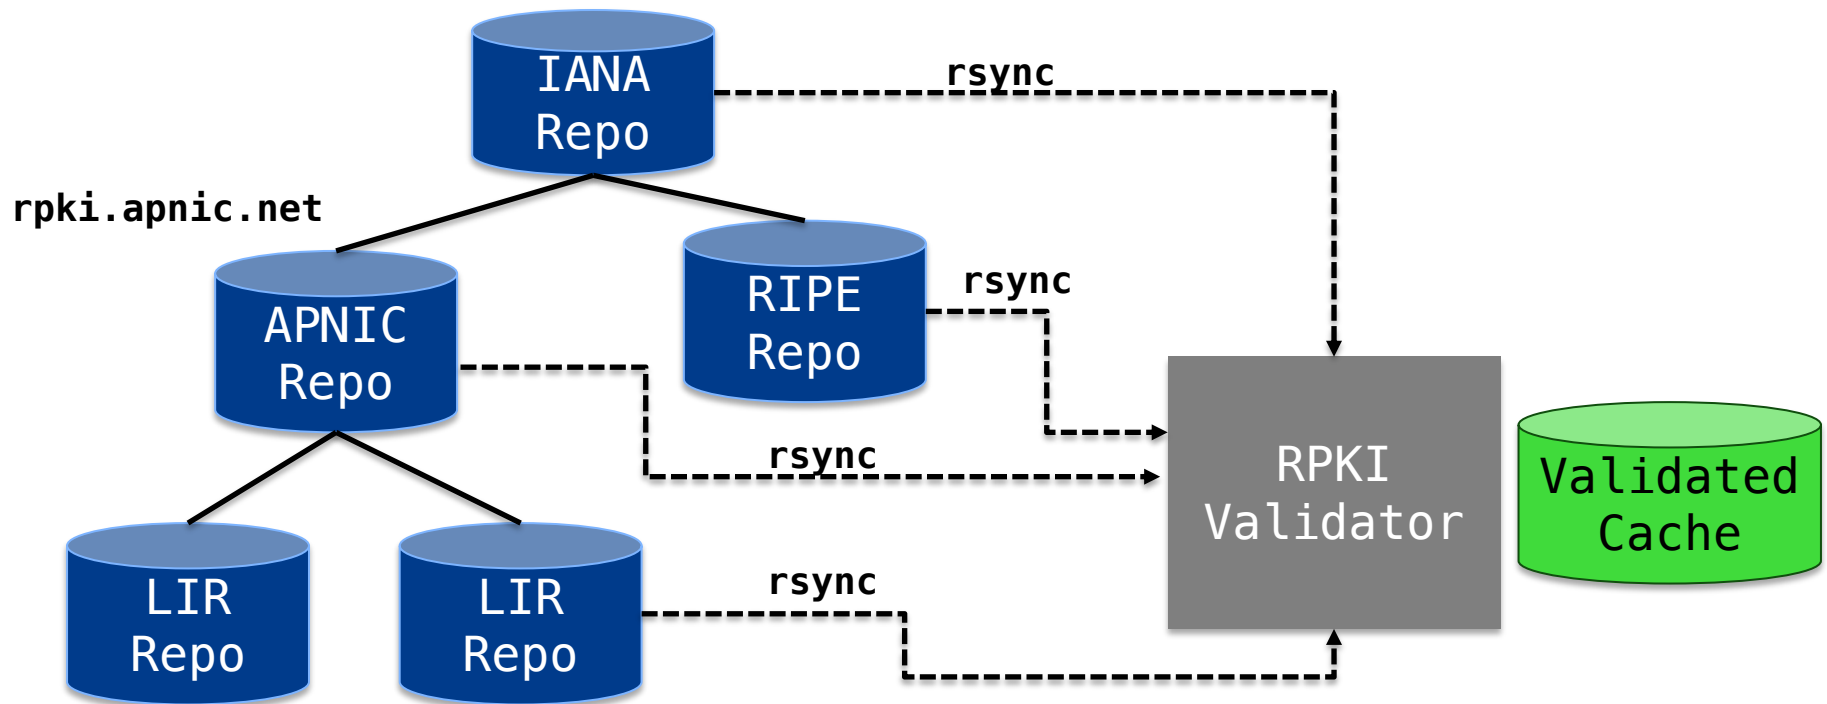 IANA
Repo
rsync
rpki.apnic.net
APNIC
Repo
RIPE
Repo
rsync
rsync
RPKI
Validator
Validated
Cache
LIR
Repo
LIR
Repo
rsync